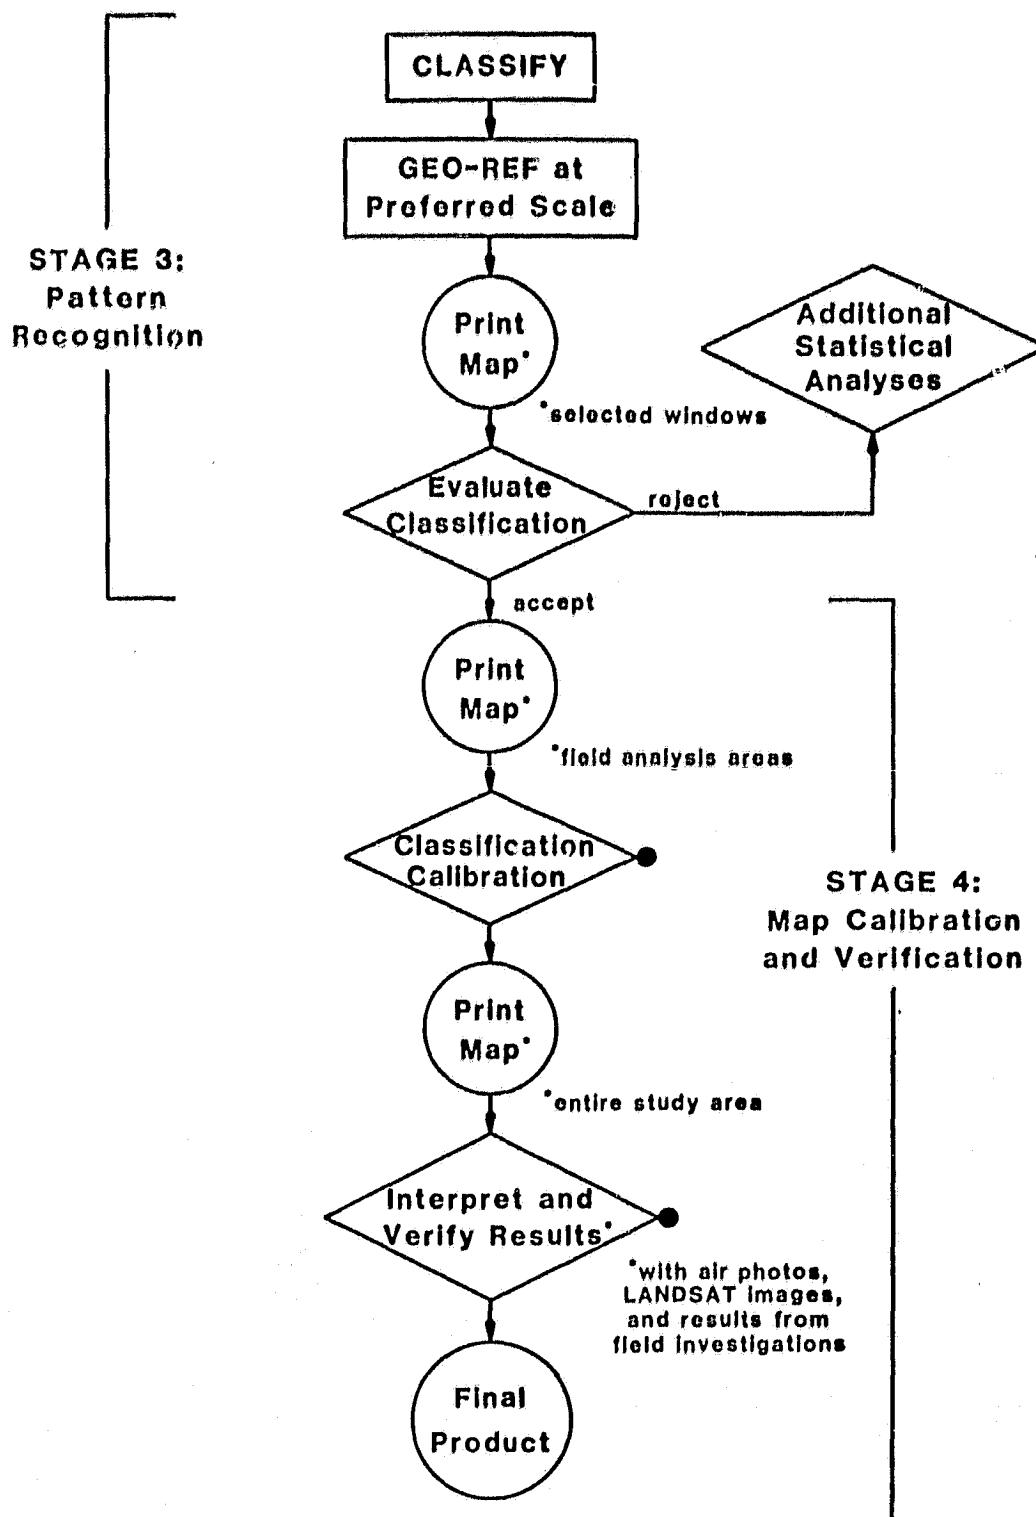 CLASSIFY
GEO-REF at
Preferred Scale
STAGE 3:
Pattern
Recognition
Print
Map*
*selected windows
Additional
Statistical
Analyses
Evaluate
Classification
reject
accept
Print
Map*
*field analysis areas
Classification
Calibration
STAGE 4:
Map Calibration
and Verification
Print
Map*
*entire study area
Interpret and
Verify Results*
*with air photos,
LANDSAT images,
and results from
field investigations
Final
Product